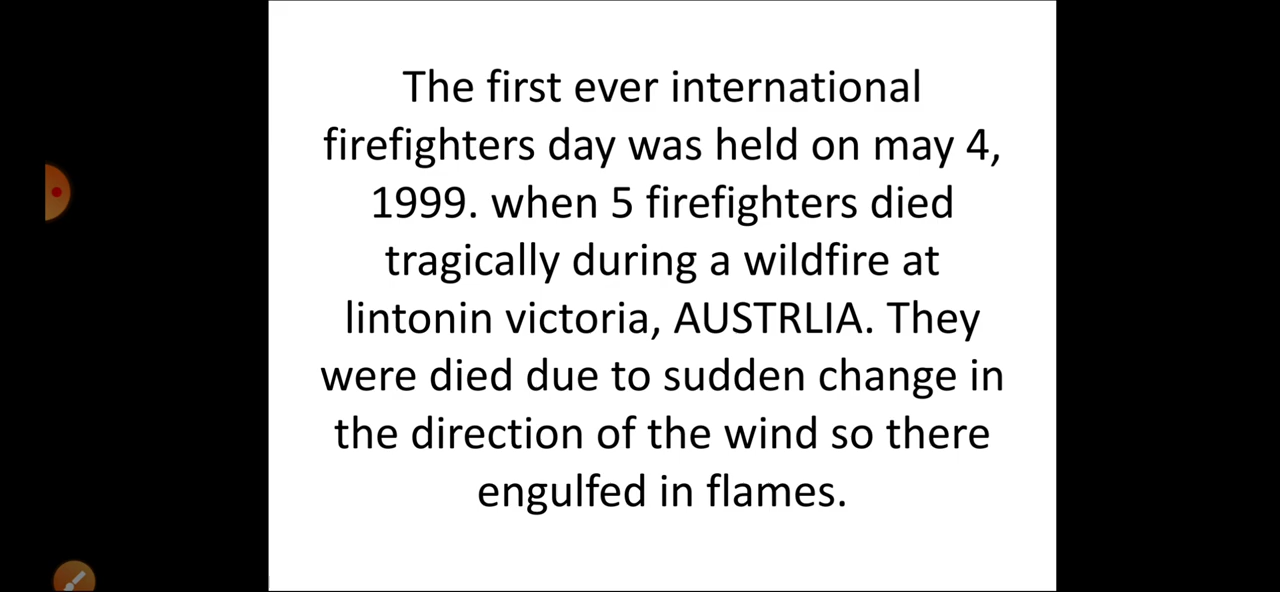 The first ever international
firefighters day was held on may 4,
1999. when 5 firefighters died
tragically during a wildfire at
lintonin victoria, AUSTRLIA. They
were died due to sudden change in
the direction of the wind so there
engulfed in flames.